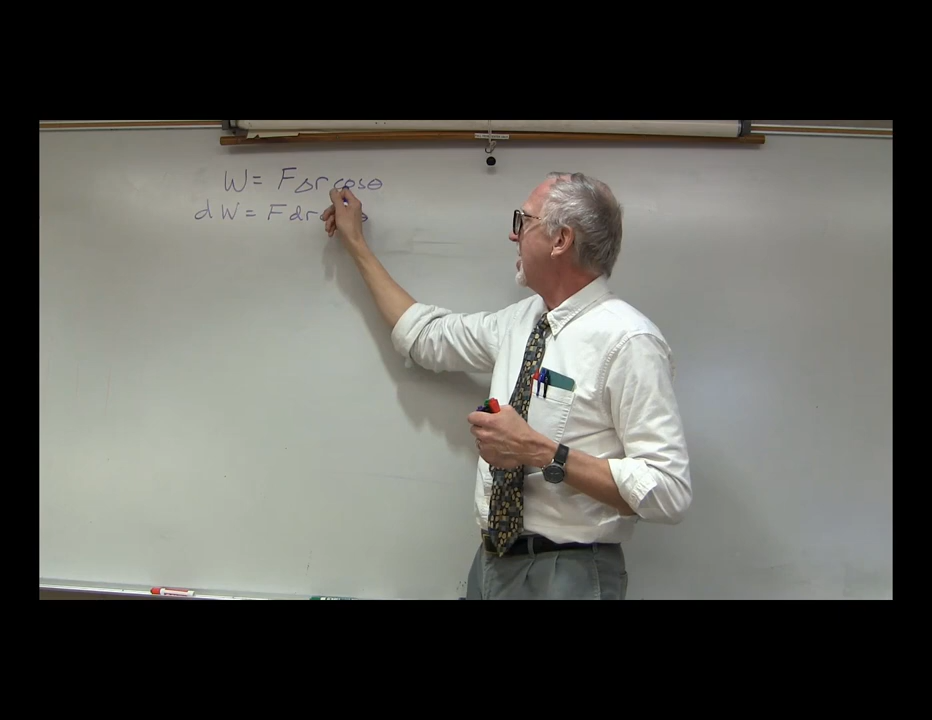 W = FΔr cosθ
dW = F dr